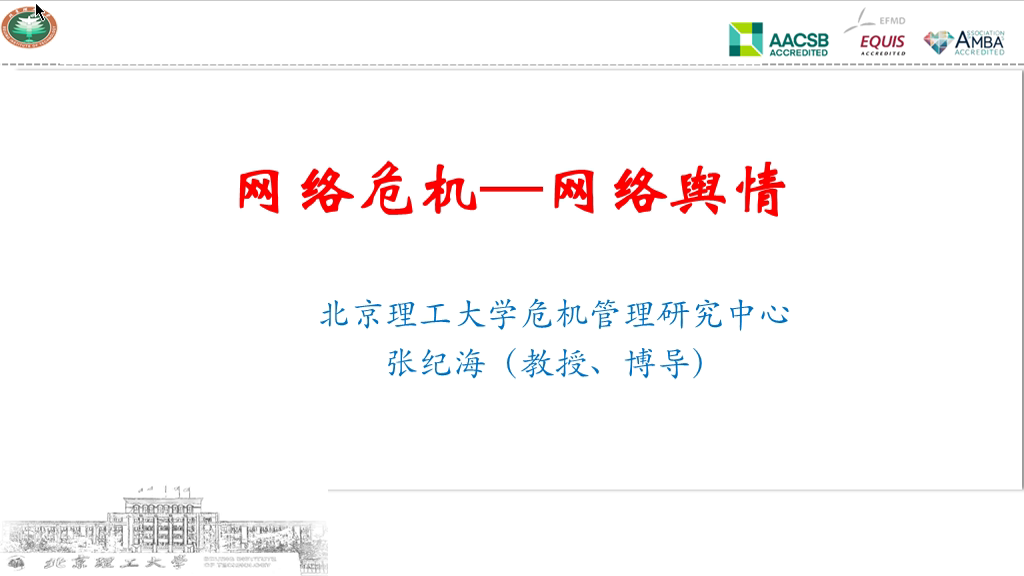 AACSB
ACCREDITED
EFMD
EQUIS
ACCREDITED
ASSOCIATION
AMBA
ACCREDITED
网络危机—网络舆情
北京理工大学危机管理研究中心
张纪海（教授、博导）
北京理工大学
BEIJING INSTITUTE
OF TECHNOLOGY